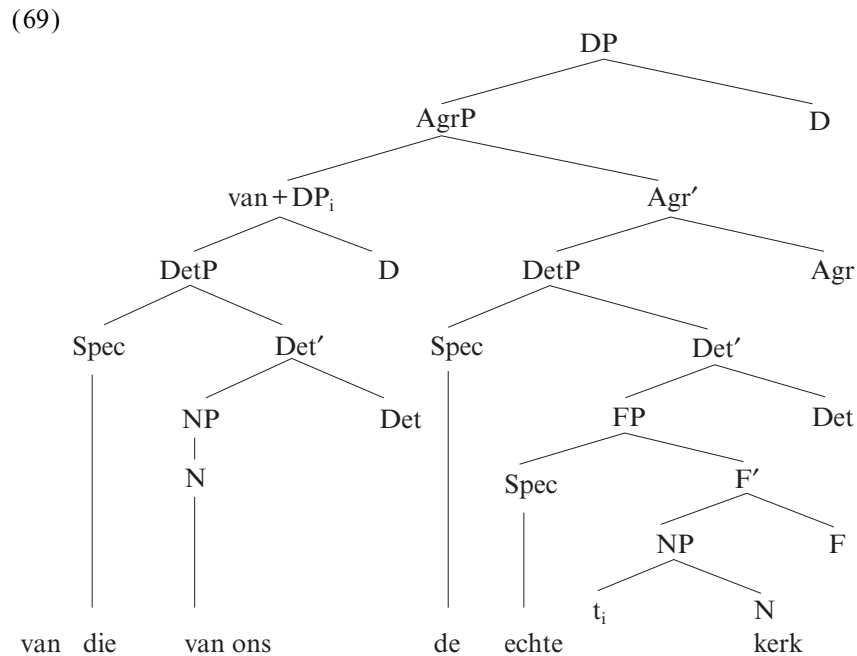 (69)
DP
AgrP D
van + DPi Agr′
DetP D DetP Agr
Spec Det′ Spec Det′
NP Det FP Det
N Spec F′
NP F
ti N
van die van ons de echte kerk